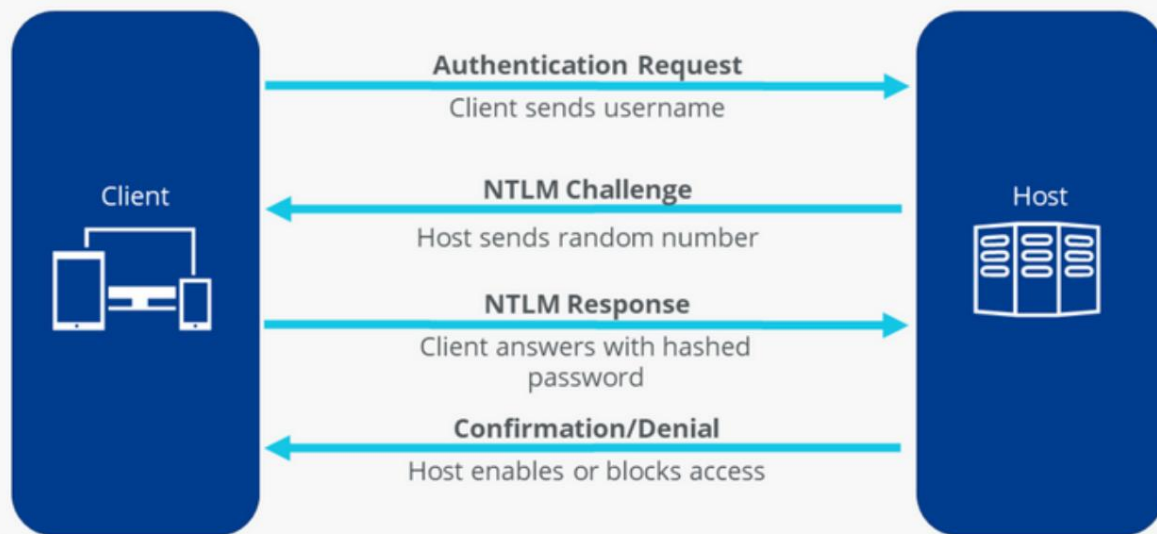 Authentication Request
Client sends username
Client
NTLM Challenge
Host
Host sends random number
NTLM Response
Client answers with hashed
password
Confirmation/Denial
Host enables or blocks access